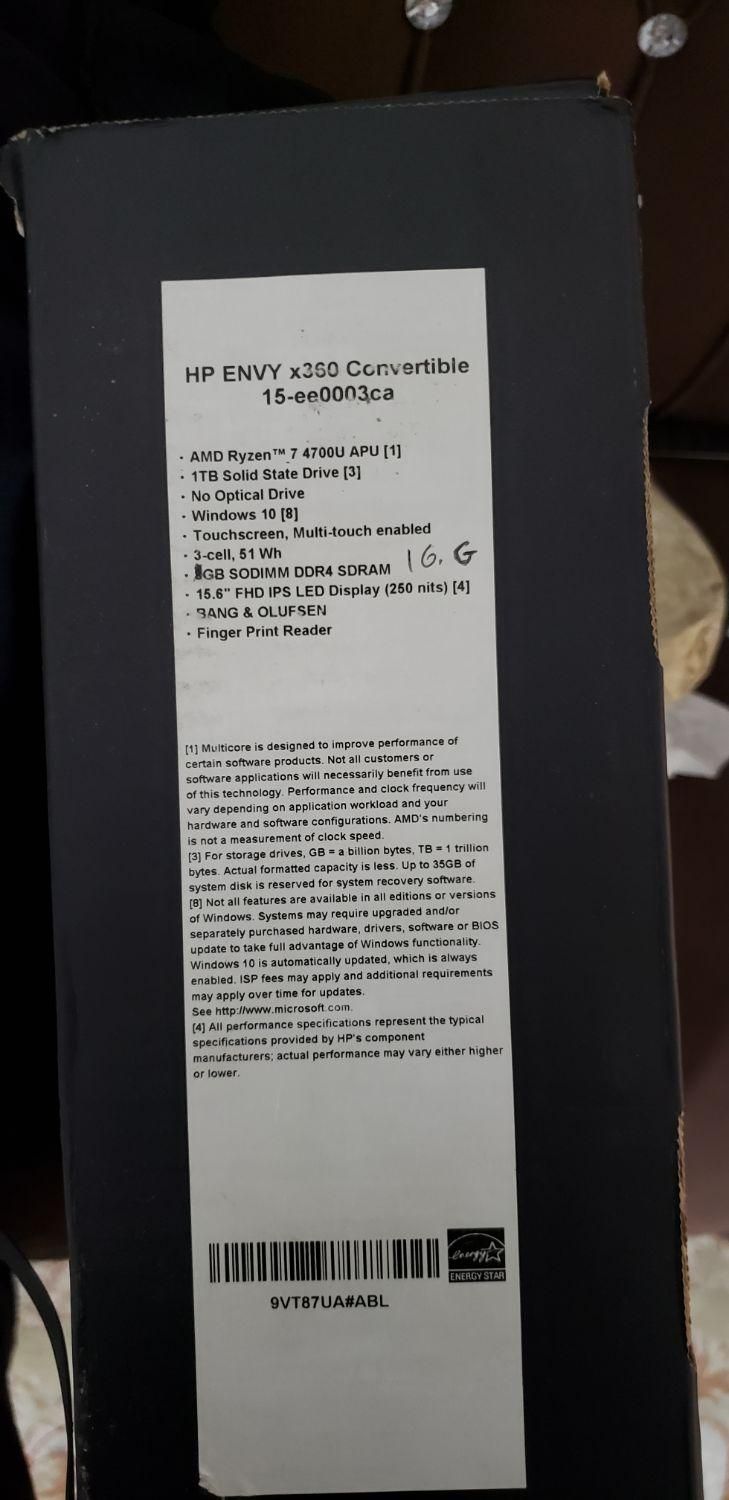 HP ENVY x360 Convertible
15-ee0003ca
· AMD Ryzen™ 7 4700U APU [1]
· 1TB Solid State Drive [3]
· No Optical Drive
· Windows 10 [8]
· Touchscreen, Multi-touch enabled
· 3-cell, 51 Wh
· GB SODIMM DDR4 SDRAM 16.G
· 15.6" FHD IPS LED Display (250 nits) [4]
· BANG & OLUFSEN
· Finger Print Reader
[1] Multicore is designed to improve performance of
certain software products. Not all customers or
software applications will necessarily benefit from use
of this technology. Performance and clock frequency will
vary depending on application workload and your
hardware and software configurations. AMD's numbering
is not a measurement of clock speed.
[3] For storage drives, GB = a billion bytes, TB = 1 trillion
bytes. Actual formatted capacity is less. Up to 35GB of
system disk is reserved for system recovery software.
[8] Not all features are available in all editions or versions
of Windows. Systems may require upgraded and/or
separately purchased hardware, drivers, software or BIOS
update to take full advantage of Windows functionality.
Windows 10 is automatically updated, which is always
enabled. ISP fees may apply and additional requirements
may apply over time for updates.
See http://www.microsoft.com.
[4] All performance specifications represent the typical
specifications provided by HP's component
manufacturers; actual performance may vary either higher
or lower.
energy
ENERGY STAR
9VT87UA#ABL